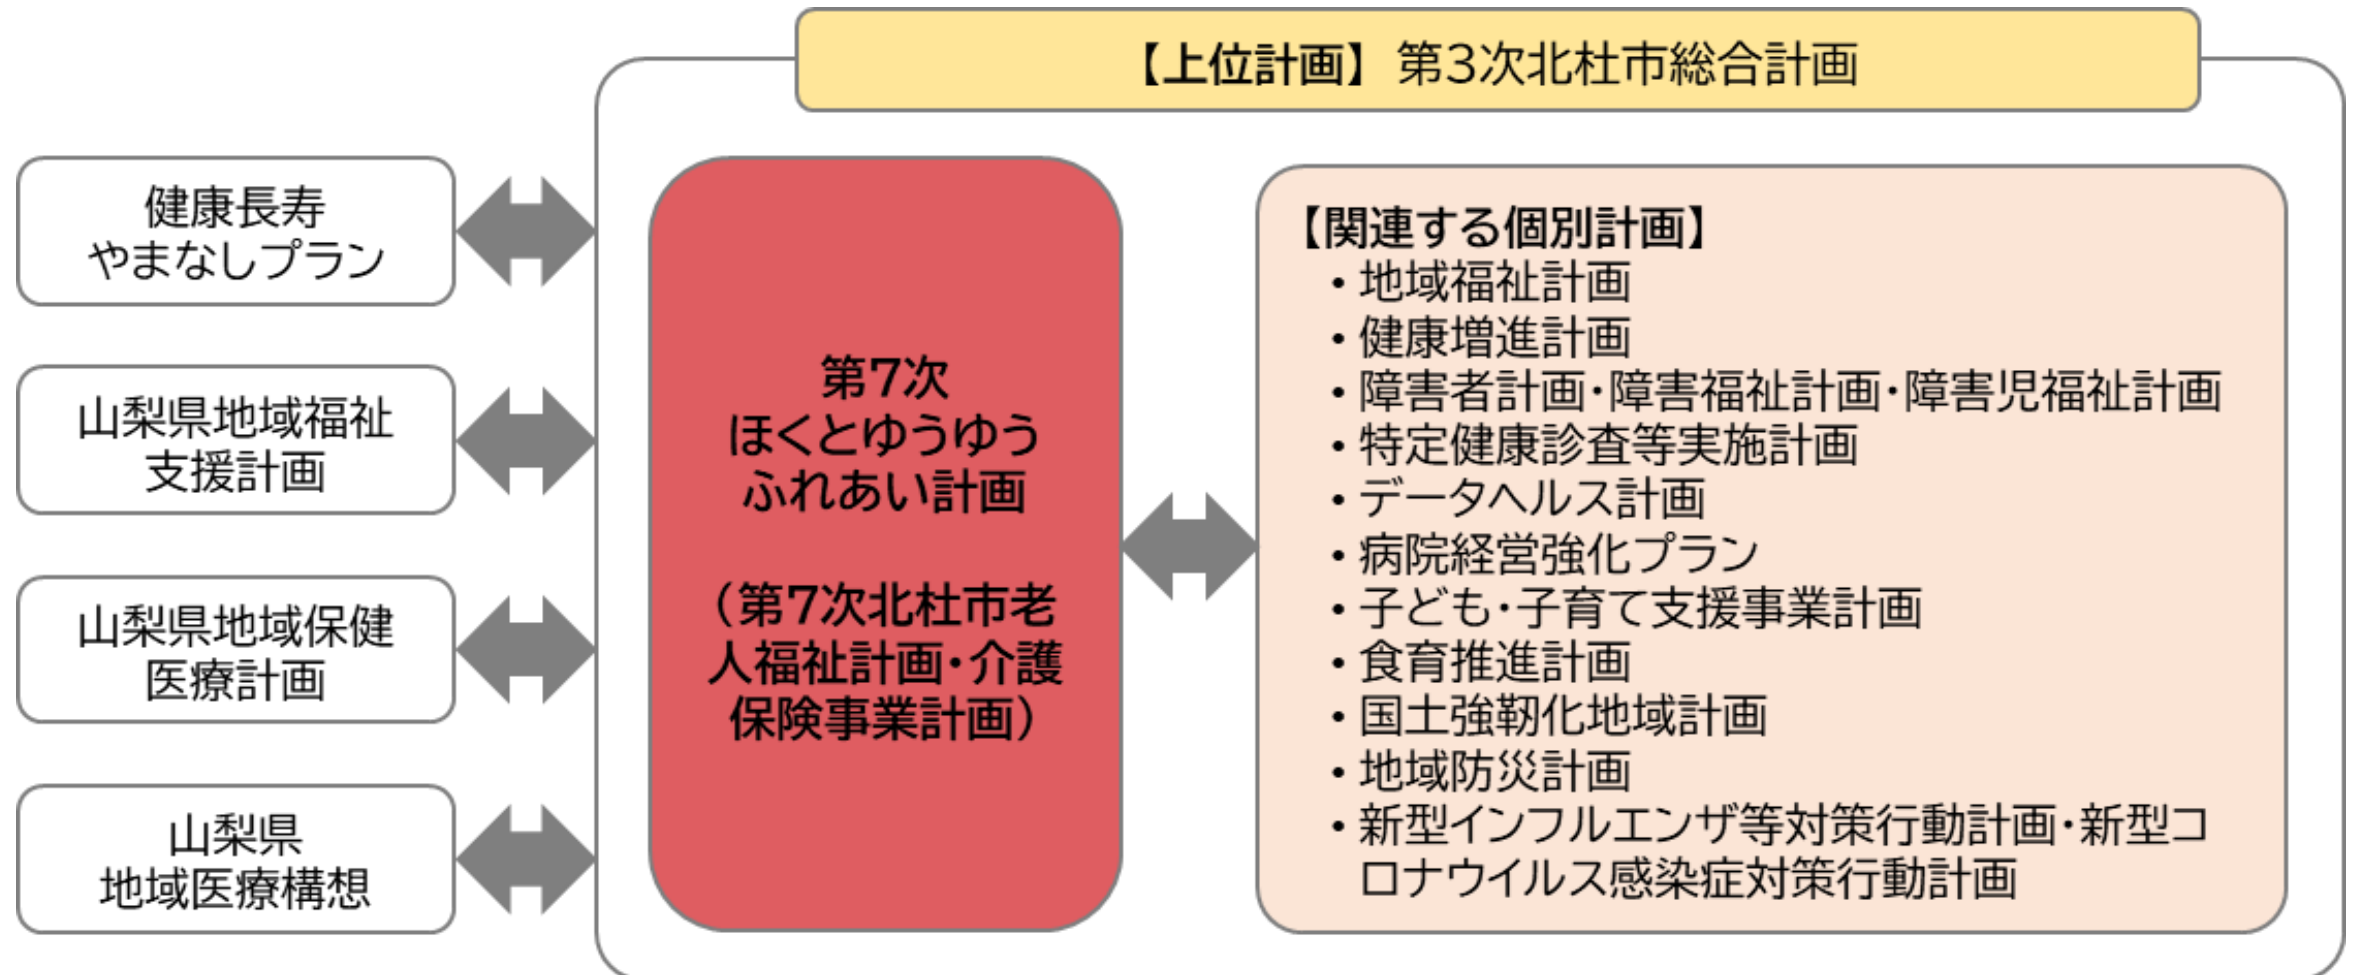 【上位計画】 第3次北杜市総合計画
健康長寿
やまなしプラン
山梨県地域福祉
支援計画
山梨県地域保健
医療計画
山梨県
地域医療構想
第7次
ほくとゆうゆう
ふれあい計画
（第7次北杜市老
人福祉計画・介護
保険事業計画）
【関連する個別計画】
・地域福祉計画
・健康増進計画
・障害者計画・障害福祉計画・障害児福祉計画
・特定健康診査等実施計画
・データヘルス計画
・病院経営強化プラン
・子ども・子育て支援事業計画
・食育推進計画
・国土強靭化地域計画
・地域防災計画
・新型インフルエンザ等対策行動計画・新型コ
ロナウイルス感染症対策行動計画